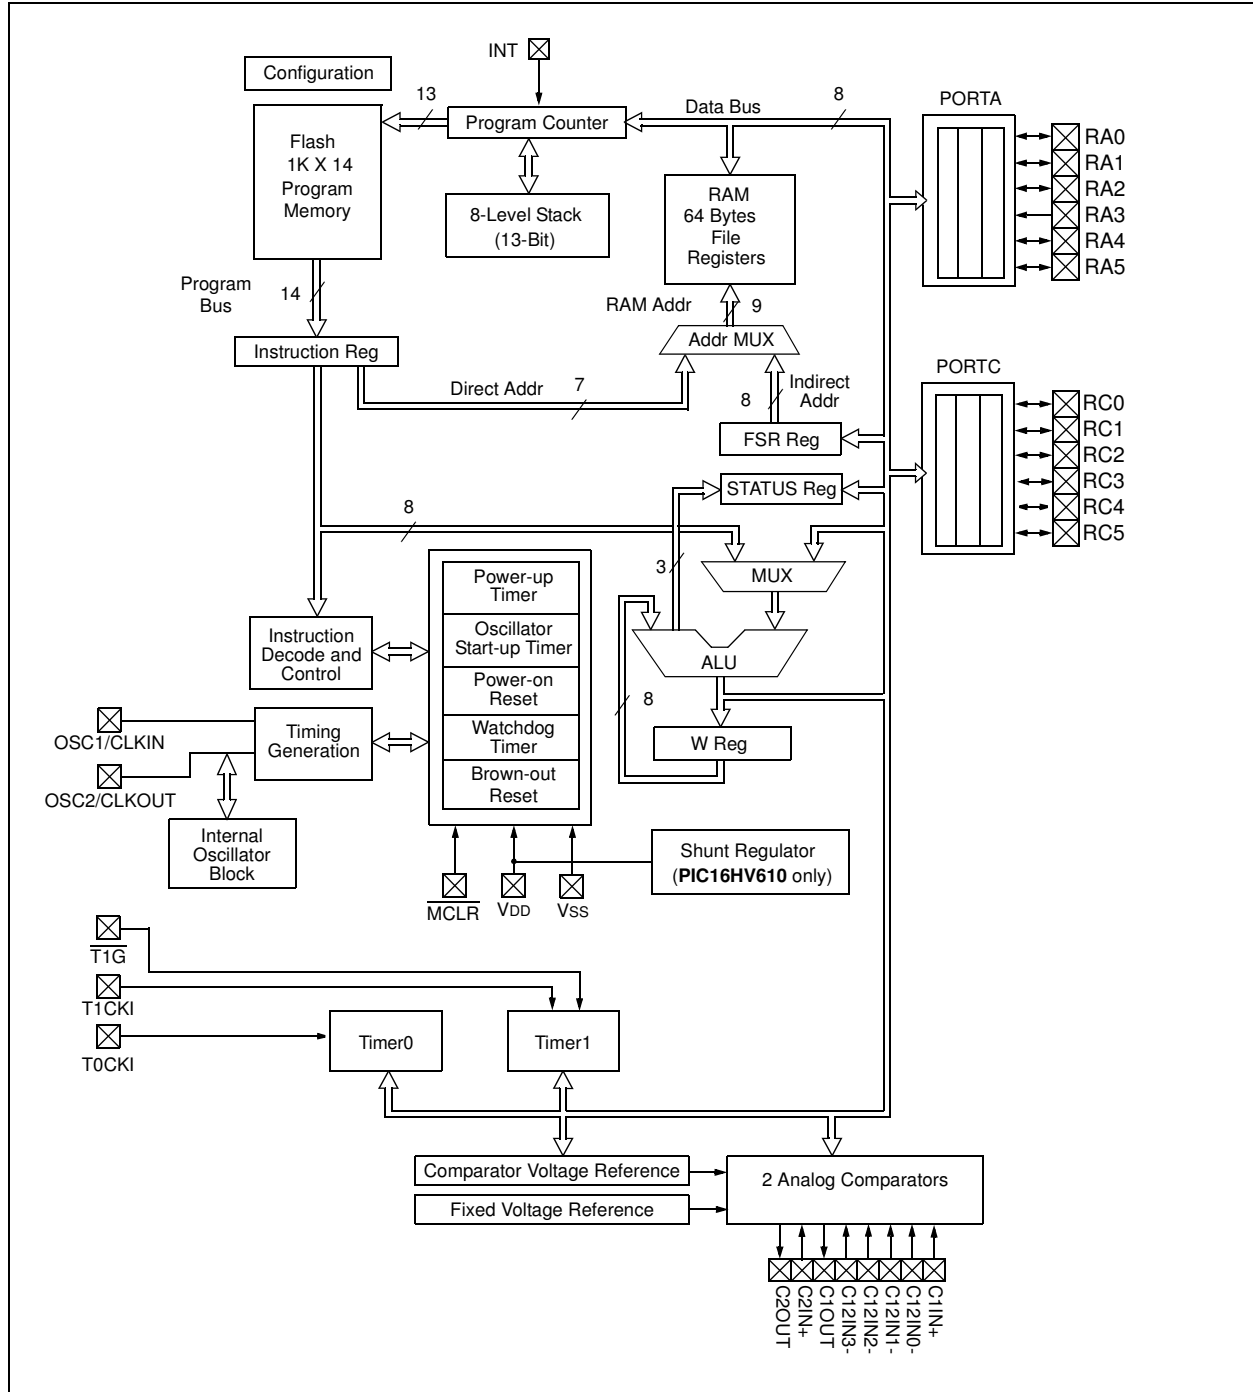 INT
Configuration
13
Data Bus
8
PORTA
Program Counter
Flash
1K X 14
Program
Memory
8-Level Stack
(13-Bit)
RAM
64 Bytes
File
Registers
RA0
RA1
RA2
RA3
RA4
RA5
Program
Bus
14
RAM Addr
9
Addr MUX
Instruction Reg
Direct Addr
7
Indirect
Addr
8
FSR Reg
STATUS Reg
PORTC
RC0
RC1
RC2
RC3
RC4
RC5
8
3
MUX
Power-up
Timer
Oscillator
Start-up Timer
Power-on
Reset
Watchdog
Timer
Brown-out
Reset
Instruction
Decode and
Control
ALU
8
W Reg
OSC1/CLKIN
Timing
Generation
OSC2/CLKOUT
Internal
Oscillator
Block
Shunt Regulator
(PIC16HV610 only)
MCLR
VDD
VSS
T1G
T1CKI
T0CKI
Timer0
Timer1
Comparator Voltage Reference
Fixed Voltage Reference
2 Analog Comparators
C2OUT
C2IN+
C1OUT
C12IN3-
C12IN2-
C12IN1-
C12IN0-
C1IN+